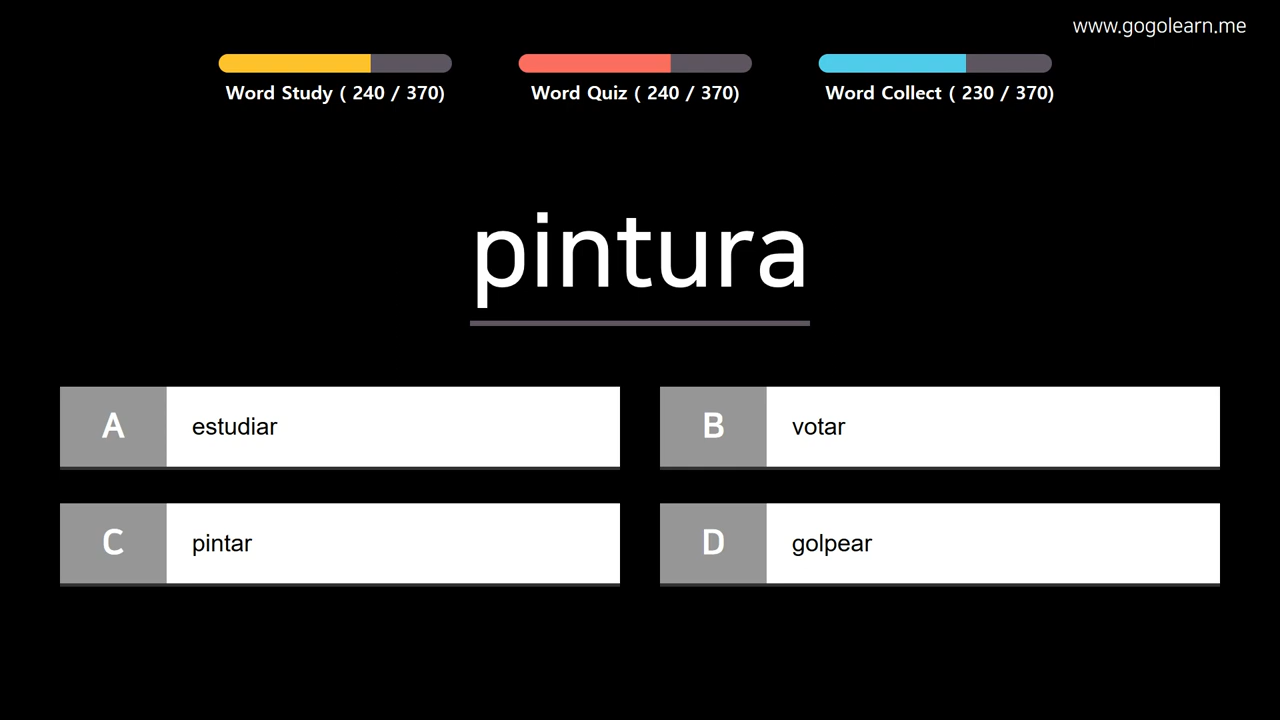 www.gogolearn.me
Word Study ( 240 / 370)
Word Quiz ( 240 / 370)
Word Collect ( 230 / 370)
pintura
A estudiar
B votar
C pintar
D golpear